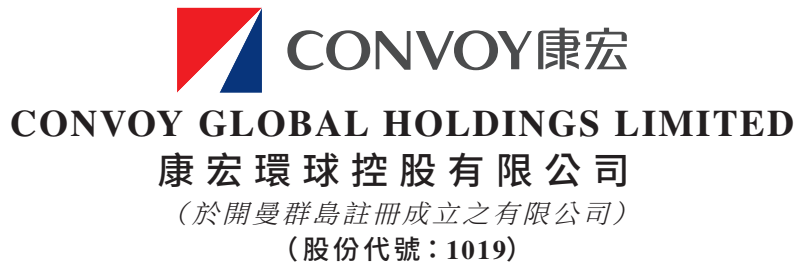 CONVOY康宏
CONVOY GLOBAL HOLDINGS LIMITED
康宏環球控股有限公司
（於開曼群島註冊成立之有限公司）
（股份代號：1019）